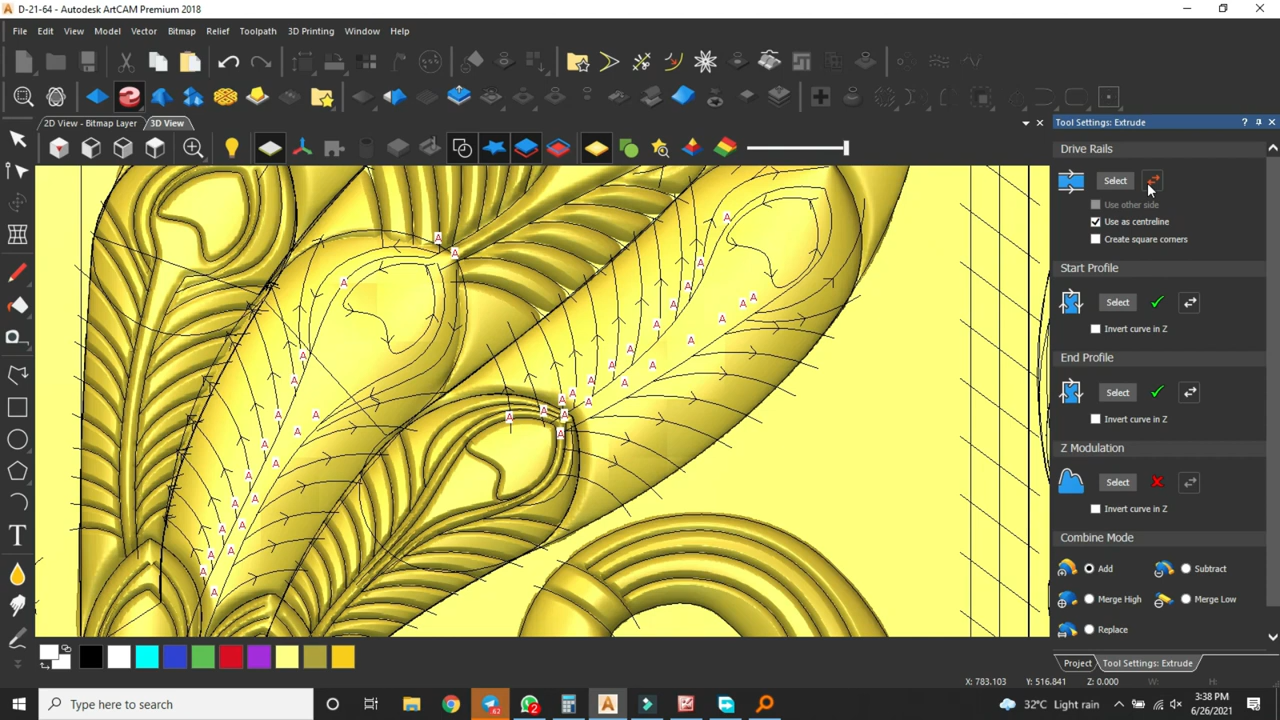 D-21-64 - Autodesk ArtCAM Premium 2018
File Edit View Model Vector Bitmap Relief Toolpath 3D Printing Window Help
2D View - Bitmap Layer 3D View
Tool Settings: Extrude
Drive Rails
Select
Use other side
Use as centreline
Create square corners
Start Profile
Select
Invert curve in Z
End Profile
Select
Invert curve in Z
Z Modulation
Select
Invert curve in Z
Combine Mode
Add Subtract
Merge High Merge Low
Replace
Project Tool Settings: Extrude
X: 783.103 Y: 516.841 Z: 0.000 W: H:
Type here to search
32°C Light rain
3:38 PM
6/26/2021